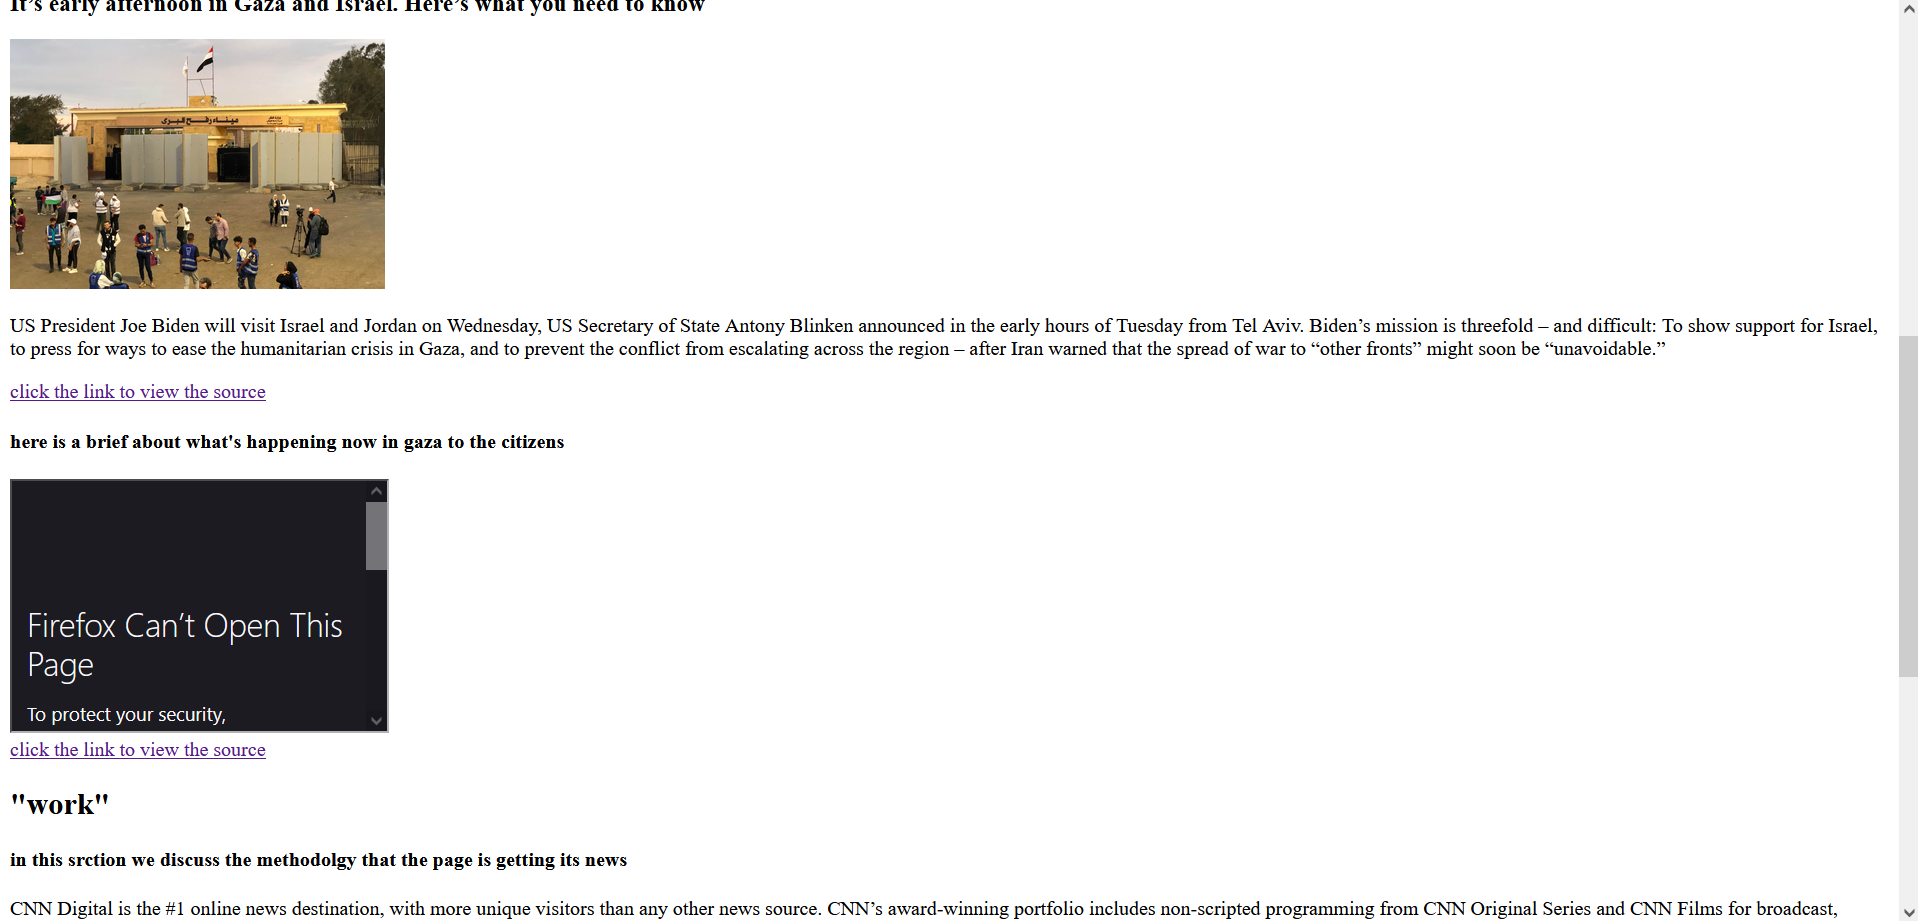 It’s early afternoon in Gaza and Israel. Here’s what you need to know
ميناء رفح البري
US President Joe Biden will visit Israel and Jordan on Wednesday, US Secretary of State Antony Blinken announced in the early hours of Tuesday from Tel Aviv. Biden’s mission is threefold – and difficult: To show support for Israel,
to press for ways to ease the humanitarian crisis in Gaza, and to prevent the conflict from escalating across the region – after Iran warned that the spread of war to “other fronts” might soon be “unavoidable.”
click the link to view the source
here is a brief about what's happening now in gaza to the citizens
Firefox Can’t Open This
Page
To protect your security,
click the link to view the source
"work"
in this srction we discuss the methodolgy that the page is getting its news
CNN Digital is the #1 online news destination, with more unique visitors than any other news source. CNN’s award-winning portfolio includes non-scripted programming from CNN Original Series and CNN Films for broadcast,